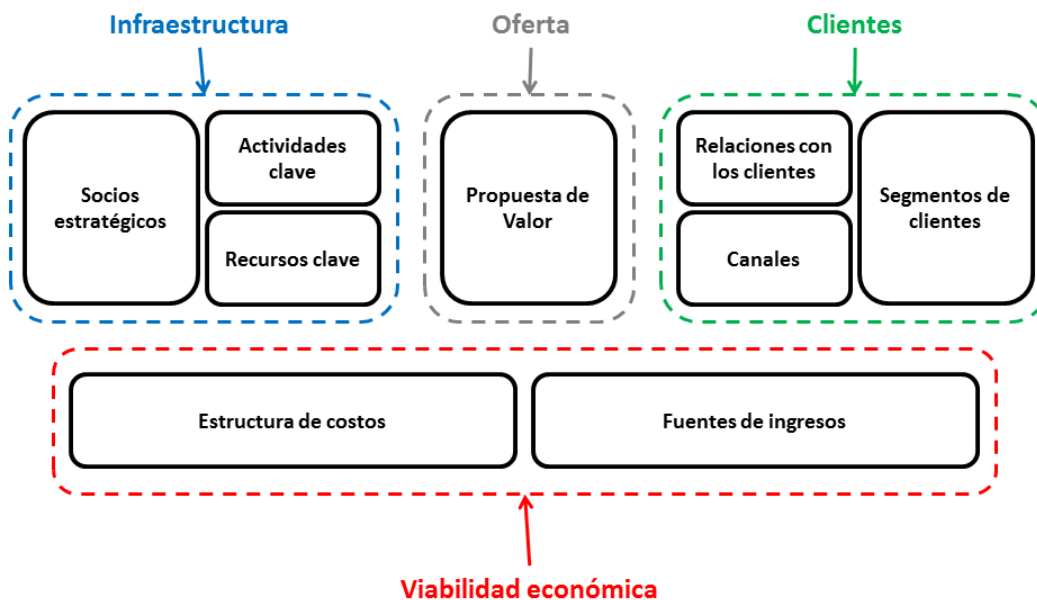 Infraestructura
Oferta
Clientes
Socios
estratégicos
Actividades
clave
Recursos clave
Propuesta de
Valor
Relaciones con
los clientes
Canales
Segmentos de
clientes
Estructura de costos
Fuentes de ingresos
Viabilidad económica